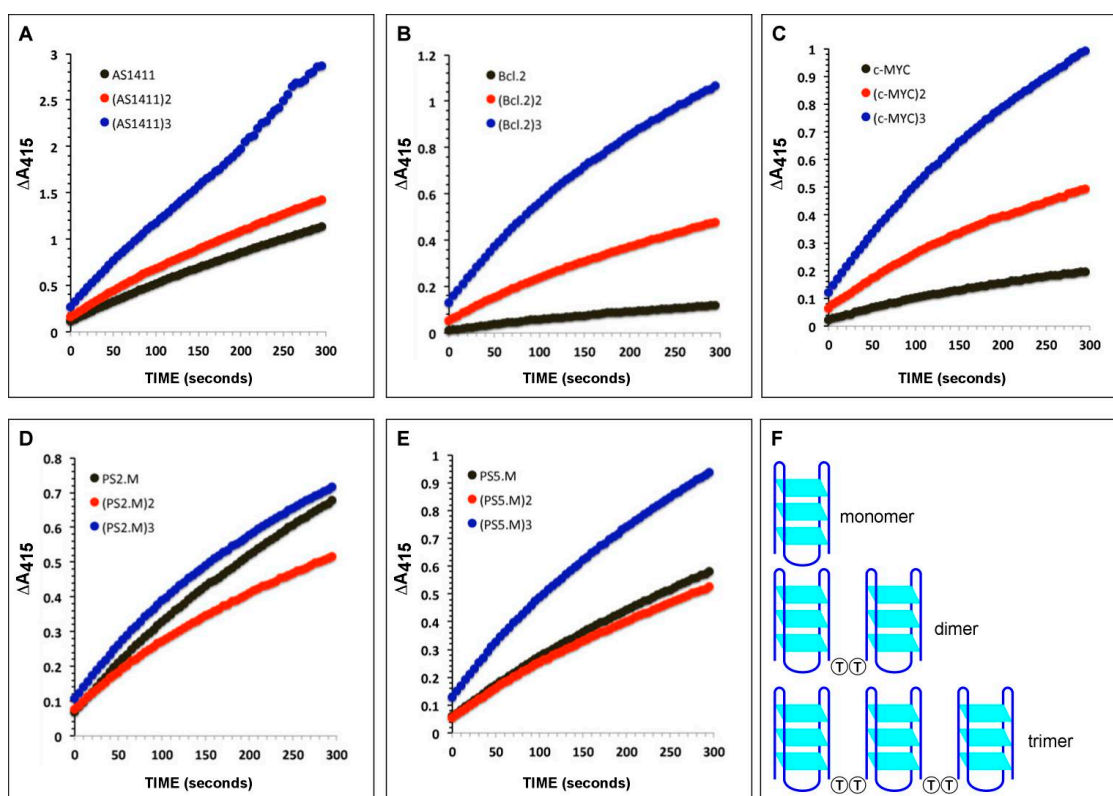 A
AS1411
(AS1411)2
(AS1411)3
3
2.5
2
1.5
1
0.5
0
ΔA415
0 50 100 150 200 250 300
TIME (seconds)
B
Bcl.2
(Bcl.2)2
(Bcl.2)3
1.2
1
0.8
0.6
0.4
0.2
0
ΔA415
0 50 100 150 200 250 300
TIME (seconds)
C
c-MYC
(c-MYC)2
(c-MYC)3
1
0.9
0.8
0.7
0.6
0.5
0.4
0.3
0.2
0.1
0
ΔA415
0 50 100 150 200 250 300
TIME (seconds)
D
PS2.M
(PS2.M)2
(PS2.M)3
0.8
0.7
0.6
0.5
0.4
0.3
0.2
0.1
0
ΔA415
0 50 100 150 200 250 300
TIME (seconds)
E
PS5.M
(PS5.M)2
(PS5.M)3
1
0.9
0.8
0.7
0.6
0.5
0.4
0.3
0.2
0.1
0
ΔA415
0 50 100 150 200 250 300
TIME (seconds)
F
monomer
dimer
T T
trimer
T T T T